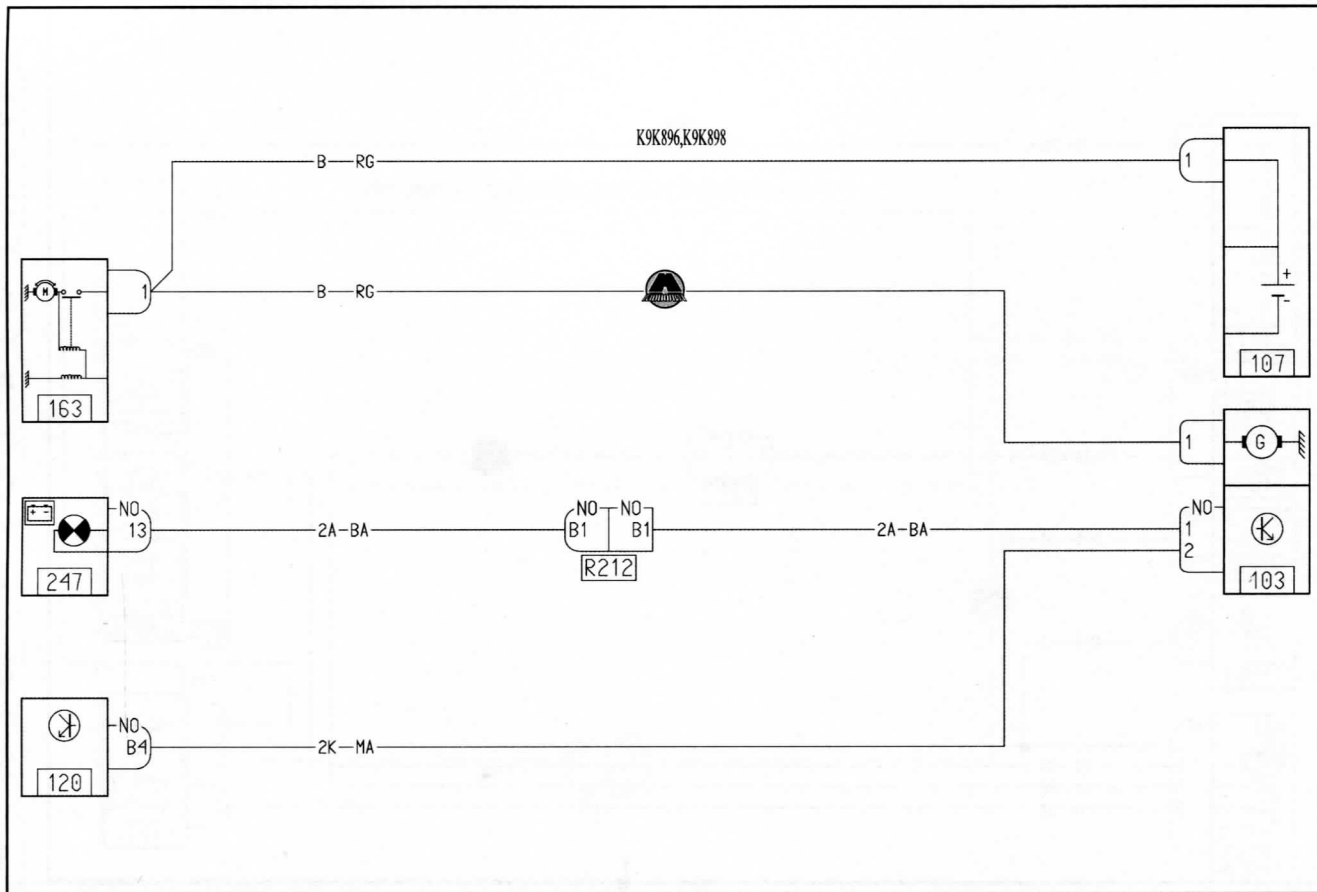 K9K896,K9K898
B RG 1
1 B RG
+
-
107
M
163
1 G
NO 13 2A-BA NO NO B1 B1 2A-BA NO 1
2
K
R212
247
103
NO
B4 2K-MA
K
120